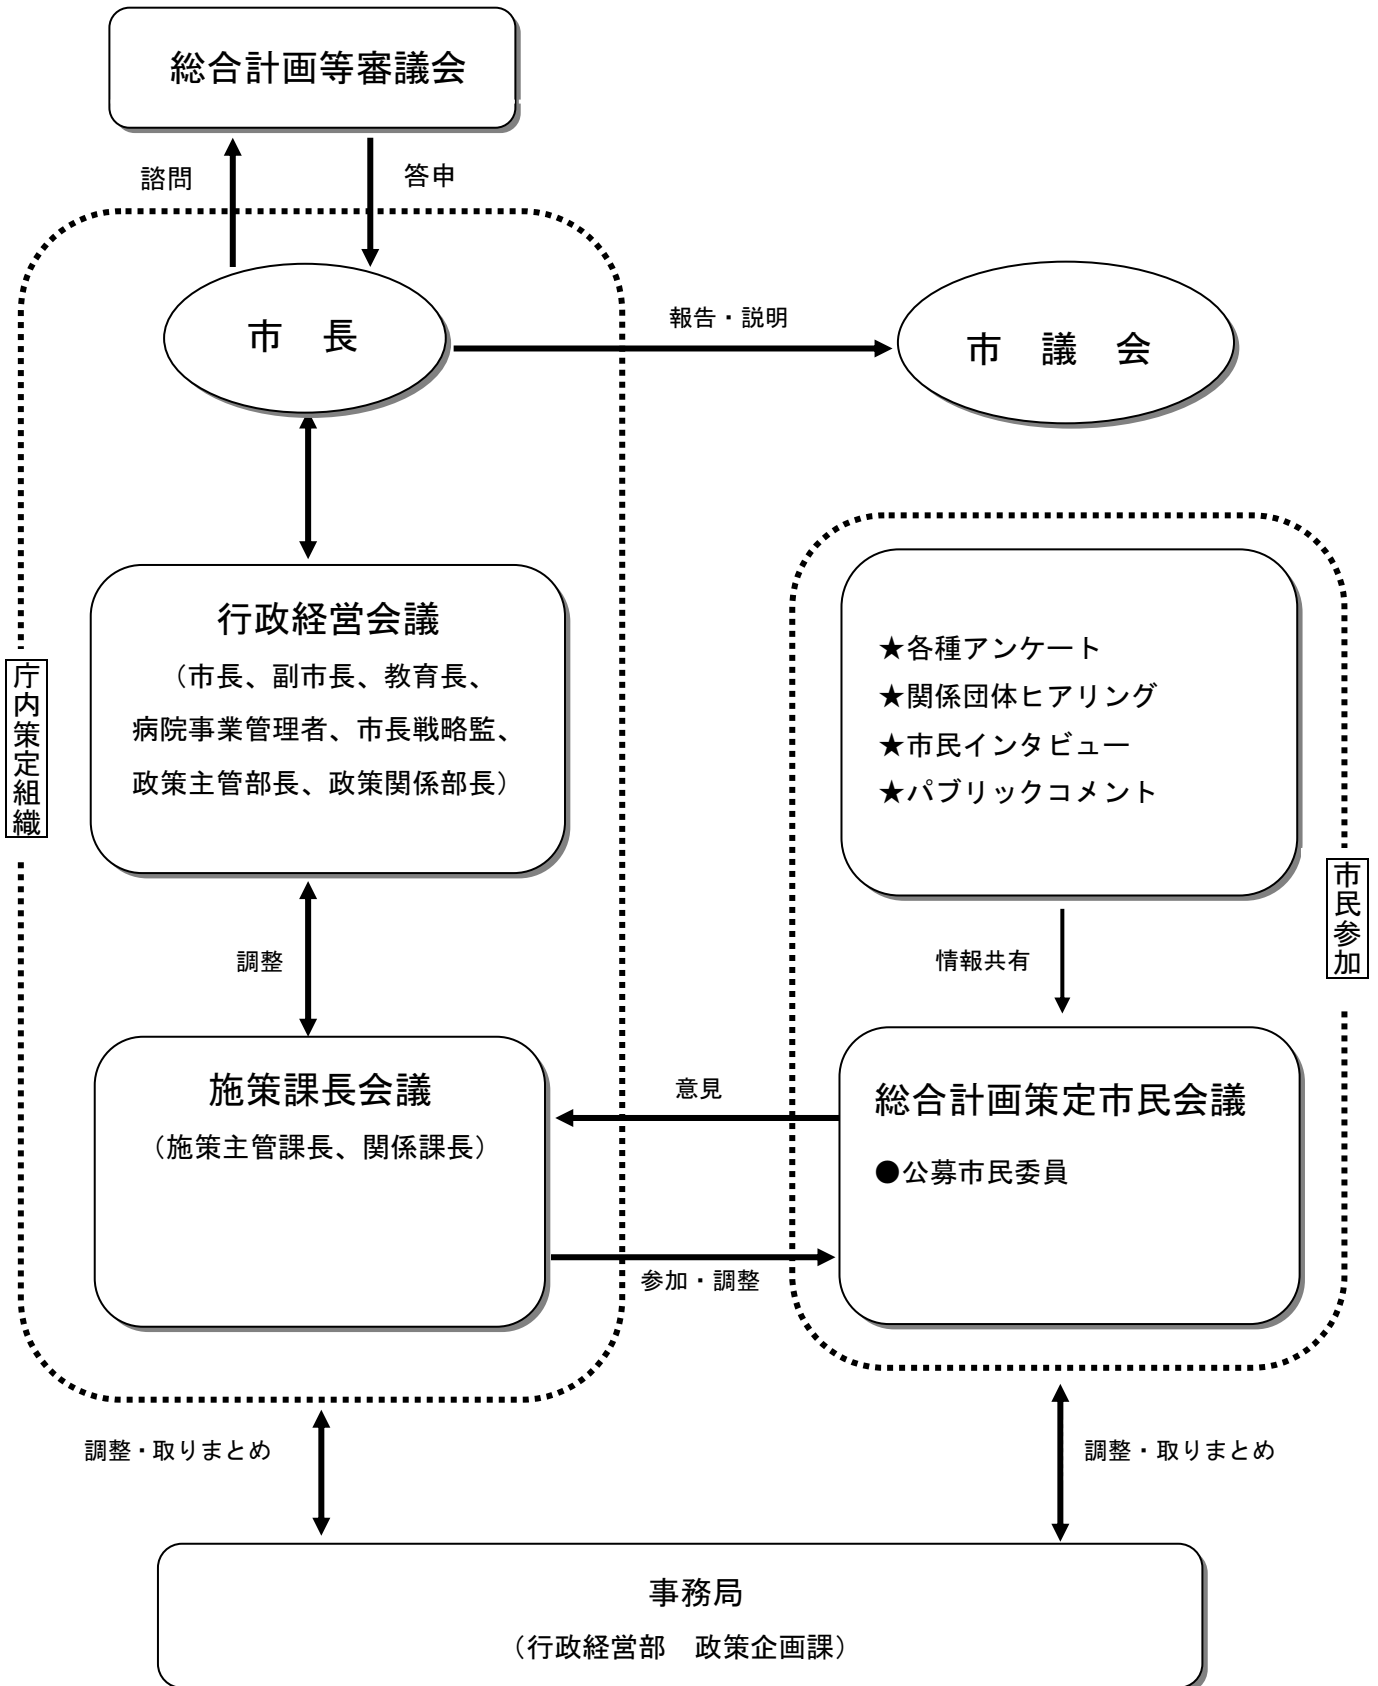 総合計画等審議会
諮問
答申
市　長
報告・説明
市　議　会
庁内策定組織
行政経営会議
（市長、副市長、教育長、
病院事業管理者、市長戦略監、
政策主管部長、政策関係部長）
★各種アンケート
★関係団体ヒアリング
★市民インタビュー
★パブリックコメント
市民参加
調整
情報共有
施策課長会議
（施策主管課長、関係課長）
意見
総合計画策定市民会議
●公募市民委員
参加・調整
調整・取りまとめ
調整・取りまとめ
事務局
（行政経営部　政策企画課）